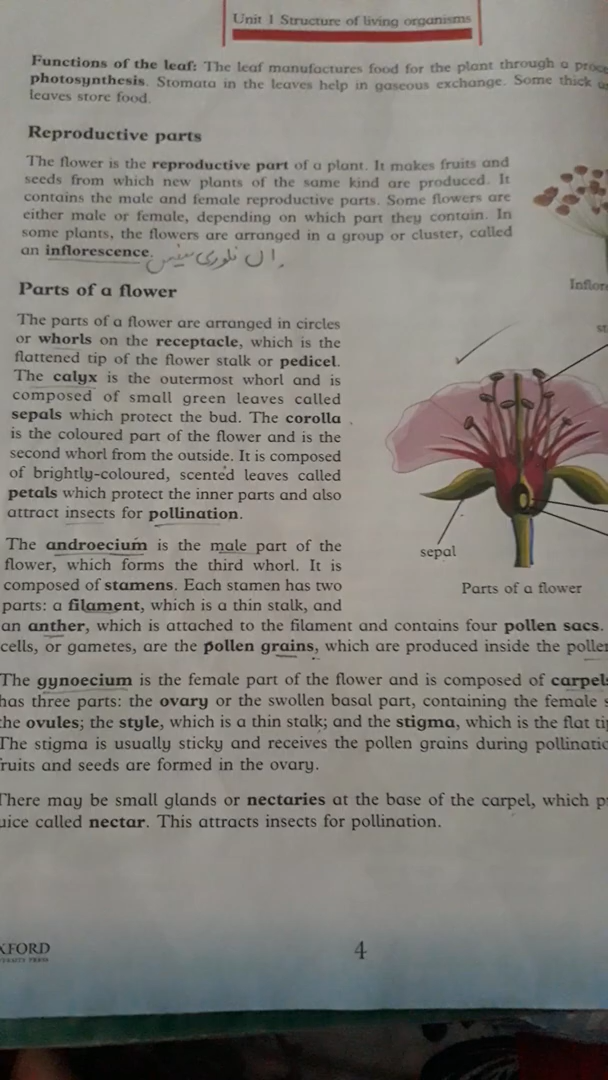 Unit 1 Structure of living organisms
Functions of the leaf: The leaf manufactures food for the plant through a
photosynthesis. Stomata in the leaves help in gaseous exchange. Some thick
leaves store food.
Reproductive parts
The flower is the reproductive part of a plant. It makes fruits and
seeds from which new plants of the same kind are produced. It
contains the male and female reproductive parts. Some flowers are
either male or female, depending on which part they contain. In
some plants, the flowers are arranged in a group or cluster, called
an inflorescence.
Parts of a flower
The parts of a flower are arranged in circles
or whorls on the receptacle, which is the
flattened tip of the flower stalk or pedicel.
The calyx is the outermost whorl and is
composed of small green leaves called
sepals which protect the bud. The corolla
is the coloured part of the flower and is the
second whorl from the outside. It is composed
of brightly-coloured, scented leaves called
petals which protect the inner parts and also
attract insects for pollination.
sepal
Parts of a flower
The androecium is the male part of the
flower, which forms the third whorl. It is
composed of stamens. Each stamen has two
parts: a filament, which is a thin stalk, and
an anther, which is attached to the filament and contains four pollen sacs.
cells, or gametes, are the pollen grains, which are produced inside the
The gynoecium is the female part of the flower and is composed of carpels
has three parts: the ovary or the swollen basal part, containing the female
the ovules; the style, which is a thin stalk; and the stigma, which is the flat
The stigma is usually sticky and receives the pollen grains during
fruits and seeds are formed in the ovary.
There may be small glands or nectaries at the base of the carpel, which
called nectar. This attracts insects for pollination.
4